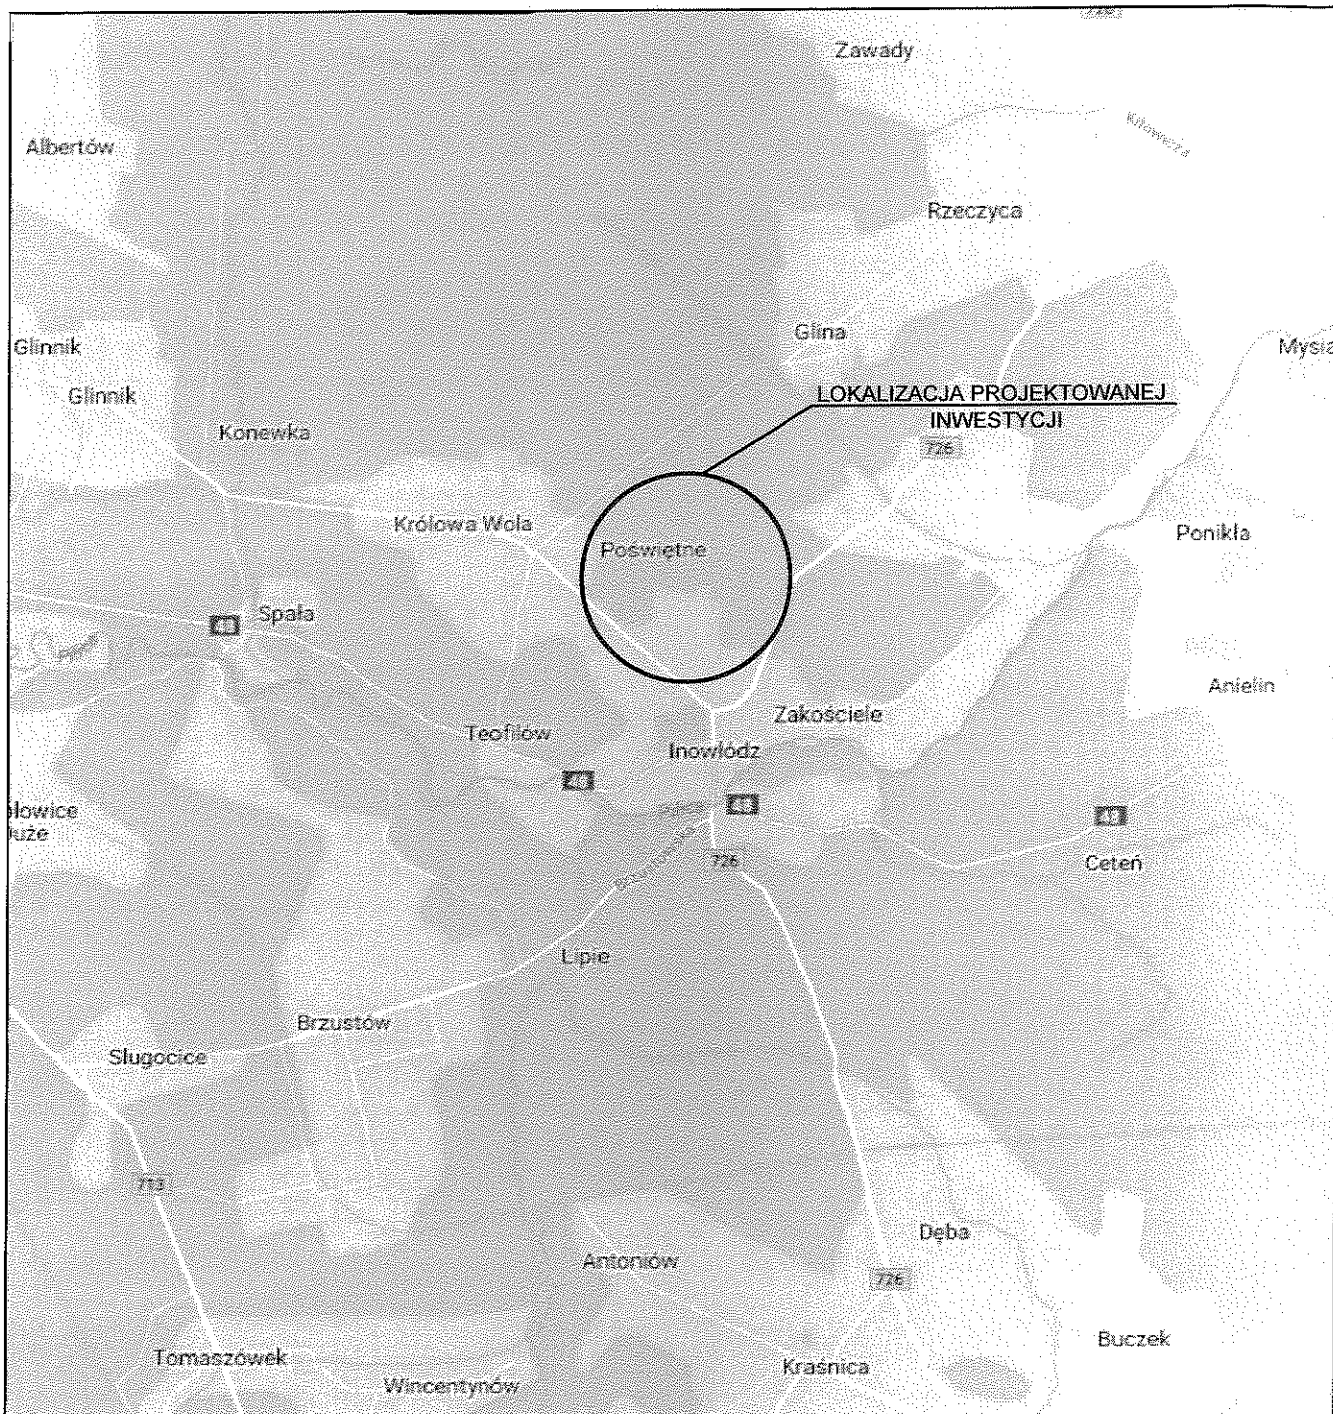 Zawady
Albertów
Rzeczyca
Glina
Glinnik
Mysia
LOKALIZACJA PROJEKTOWANEJ
INWESTYCJI
Glinnik
Konewka
726
Królowa Wola
Ponikła
Poświętne
Spała
48
Anielin
Zakościele
Teofilów
Inowłódz
48
48
48
726
Ceteń
Lipie
Brzustów
Sługocice
713
Dęba
Antoniów
726
Buczek
Tomaszówek
Kraśnica
Wincentynów